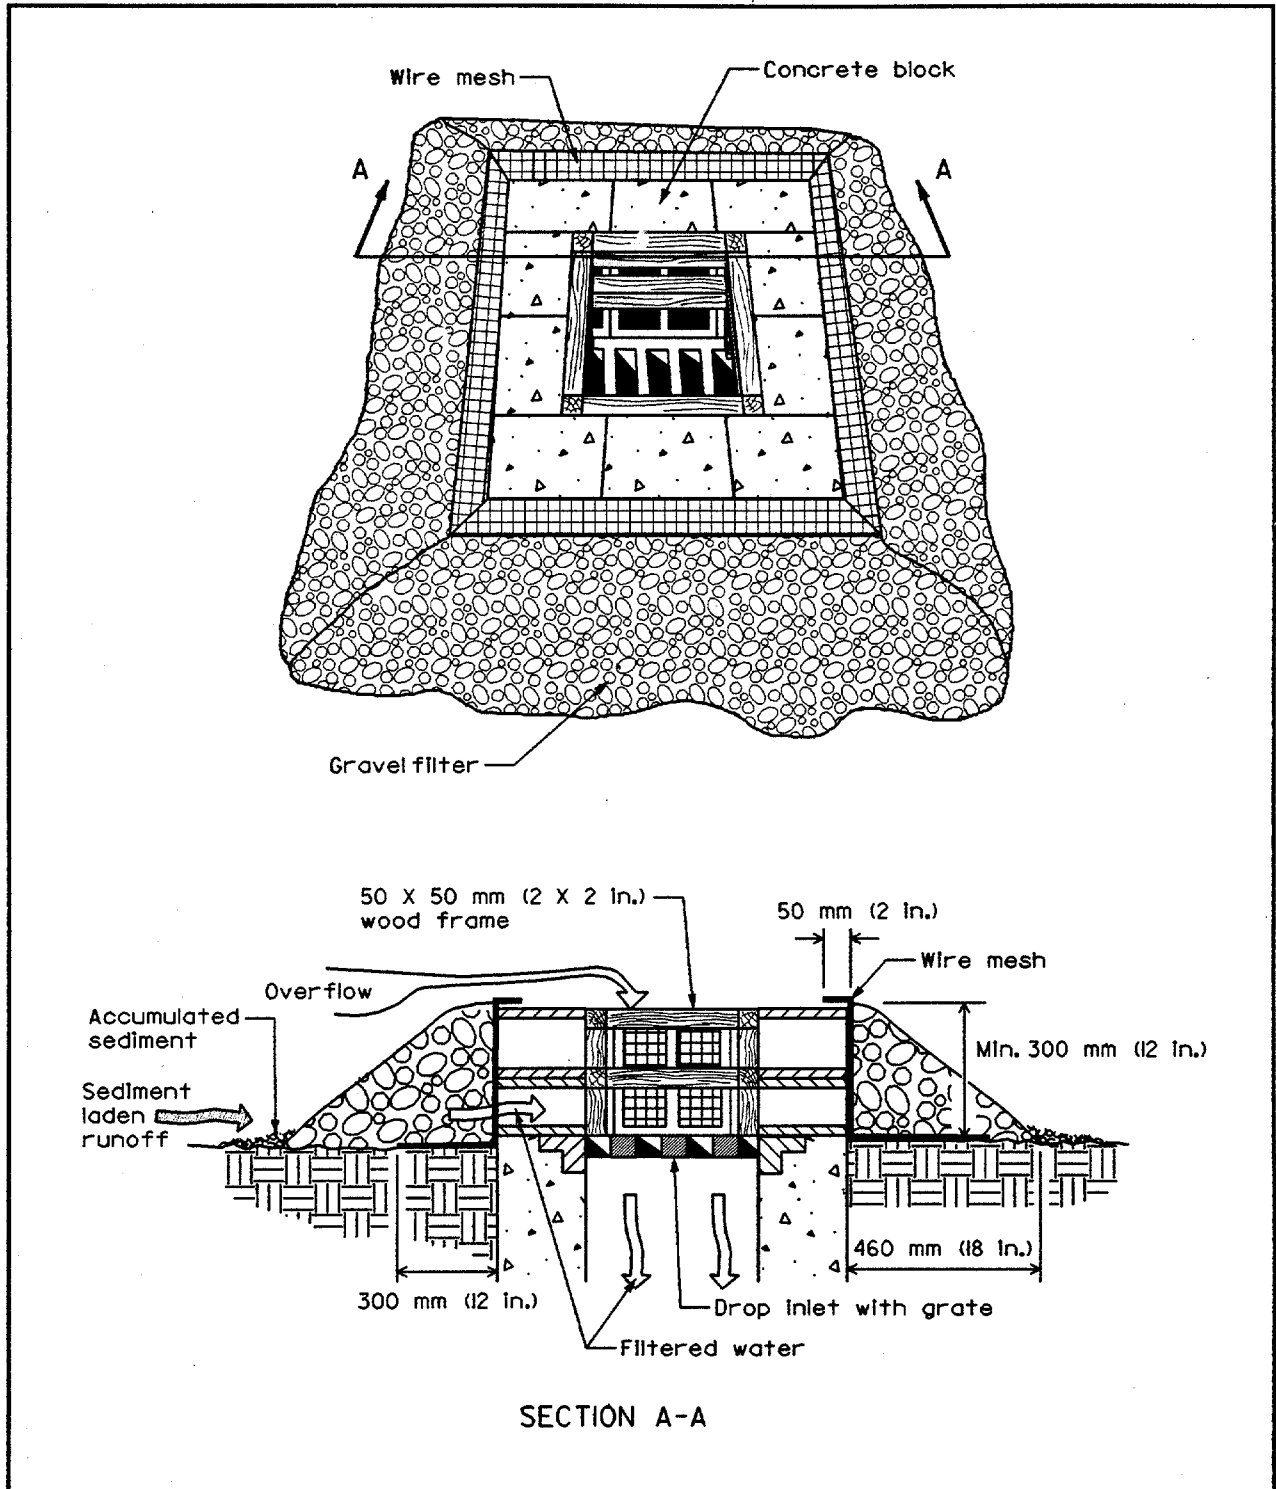 Wire mesh
Concrete block
A
A
Gravel filter
50 X 50 mm (2 X 2 in.)
wood frame
50 mm (2 in.)
Wire mesh
Overflow
Accumulated
sediment
Min. 300 mm (12 in.)
Sediment
laden
runoff
460 mm (18 in.)
300 mm (12 in.)
Drop inlet with grate
Filtered water
SECTION A-A